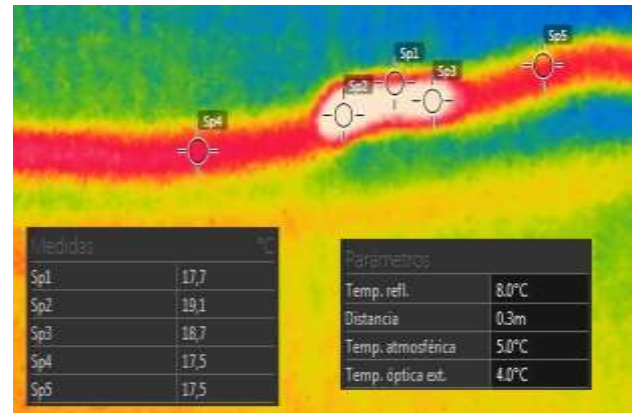 Sp5
Sp1
Sp2
Sp3
Sp4
Medidas °C
Sp1 17,7
Sp2 19,1
Sp3 18,7
Sp4 17,5
Sp5 17,5
Parámetros
Temp. refl. 8.0°C
Distancia 0.3m
Temp. atmosférica 5.0°C
Temp. óptica ext. 4.0°C